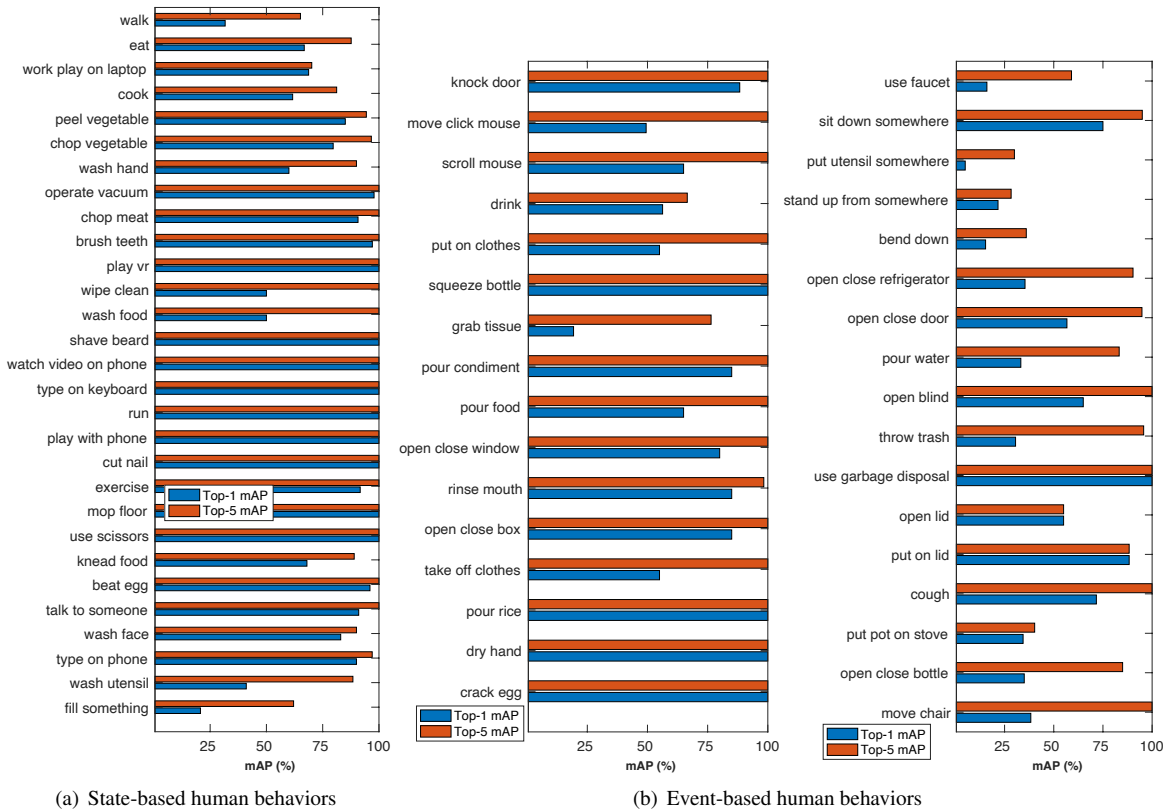 walk
eat
work play on laptop
cook
peel vegetable
chop vegetable
wash hand
operate vacuum
chop meat
brush teeth
play vr
wipe clean
wash food
shave beard
watch video on phone
type on keyboard
run
play with phone
cut nail
exercise
mop floor
use scissors
knead food
beat egg
talk to someone
wash face
type on phone
wash utensil
fill something
Top-1 mAP
Top-5 mAP
25 50 75 100
mAP (%)
(a) State-based human behaviors
knock door
move click mouse
scroll mouse
drink
put on clothes
squeeze bottle
grab tissue
pour condiment
pour food
open close window
rinse mouth
open close box
take off clothes
pour rice
dry hand
crack egg
Top-1 mAP
Top-5 mAP
25 50 75 100
mAP (%)
use faucet
sit down somewhere
put utensil somewhere
stand up from somewhere
bend down
open close refrigerator
open close door
pour water
open blind
throw trash
use garbage disposal
open lid
put on lid
cough
put pot on stove
open close bottle
move chair
Top-1 mAP
Top-5 mAP
25 50 75 100
mAP (%)
(b) Event-based human behaviors